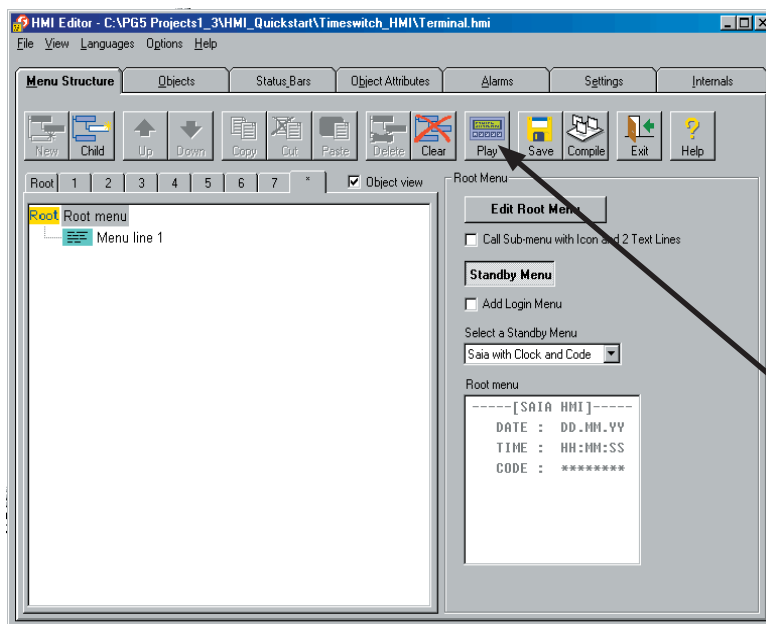 HMI Editor - C:\PG5 Projects1_3\HMI_Quickstart\Timeswitch_HMI\Terminal.hmi
File View Languages Options Help
Menu Structure Objects Status_Bars Object Attributes Alarms Settings Internals
New Child Up Down Copy Cut Paste Delete Clear Play Save Compile Exit Help
Root 1 2 3 4 5 6 7 * Object view
Root Root menu
Menu line 1
Root Menu
Edit Root Menu
Call Sub-menu with Icon and 2 Text Lines
Standby Menu
Add Login Menu
Select a Standby Menu
Saia with Clock and Code
Root menu
-----[SAIA HMI]-----
DATE : DD.MM.YY
TIME : HH:MM:SS
CODE : ********